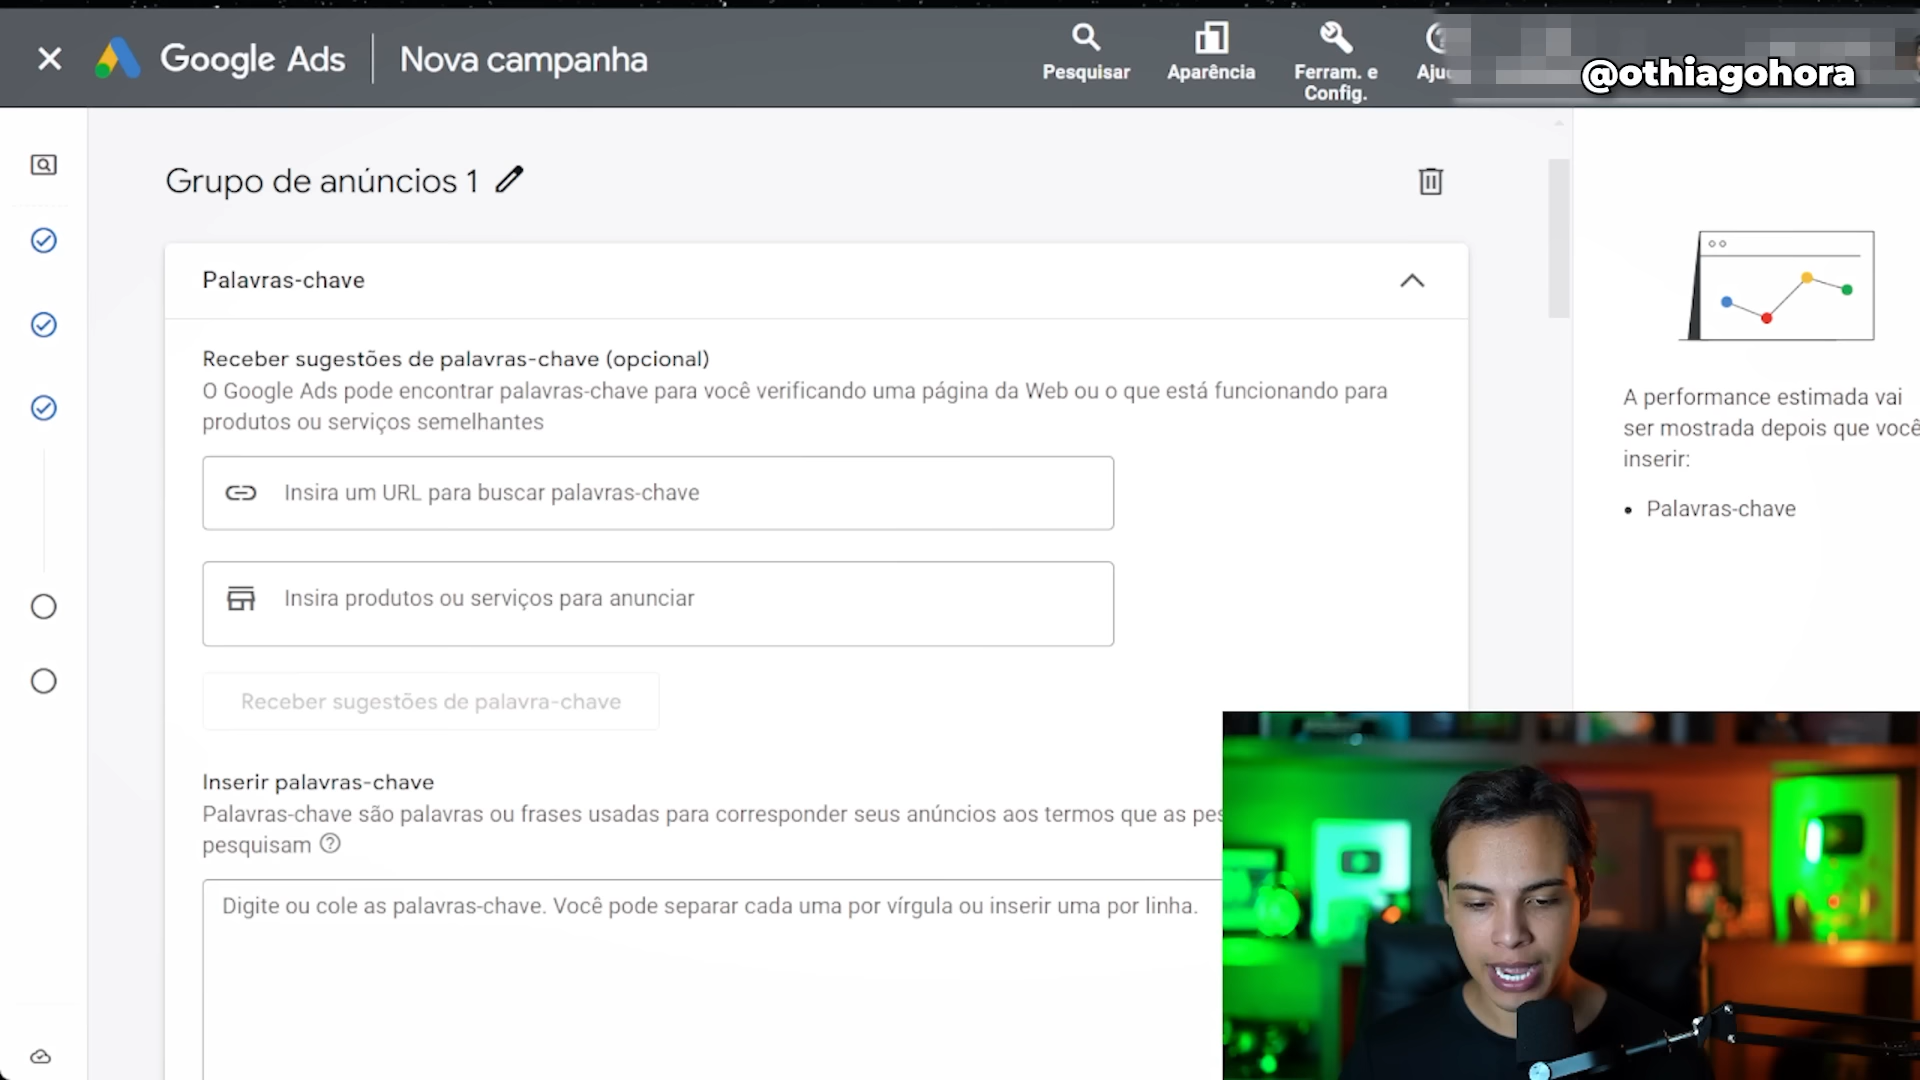 Google Ads
Nova campanha
Pesquisar
Aparência
Ferram. e
Config.
@othiagohora
Grupo de anúncios 1
Palavras-chave
Receber sugestões de palavras-chave (opcional)
O Google Ads pode encontrar palavras-chave para você verificando uma página da Web ou o que está funcionando para
produtos ou serviços semelhantes
Insira um URL para buscar palavras-chave
Insira produtos ou serviços para anunciar
Receber sugestões de palavra-chave
Inserir palavras-chave
Palavras-chave são palavras ou frases usadas para corresponder seus anúncios aos termos que as
pesquisam
Digite ou cole as palavras-chave. Você pode separar cada uma por vírgula ou inserir uma por linha.
A performance estimada vai
ser mostrada depois que você
inserir:
• Palavras-chave